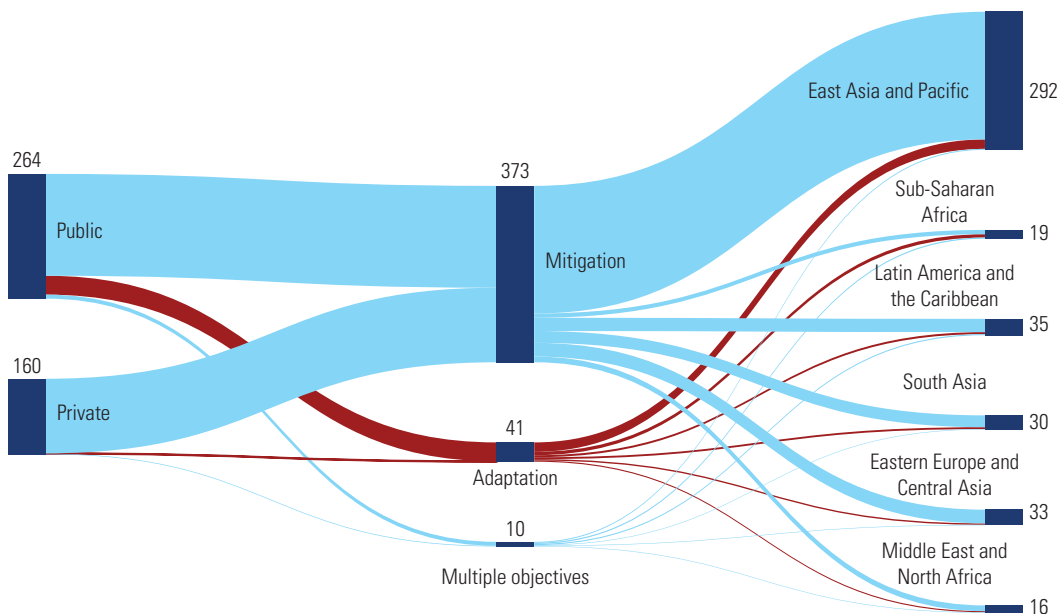 264
Public
160
Private
373
Mitigation
41
Adaptation
10
Multiple objectives
East Asia and Pacific
292
Sub-Saharan
Africa
19
Latin America and
the Caribbean
35
South Asia
30
Eastern Europe and
Central Asia
33
Middle East and
North Africa
16